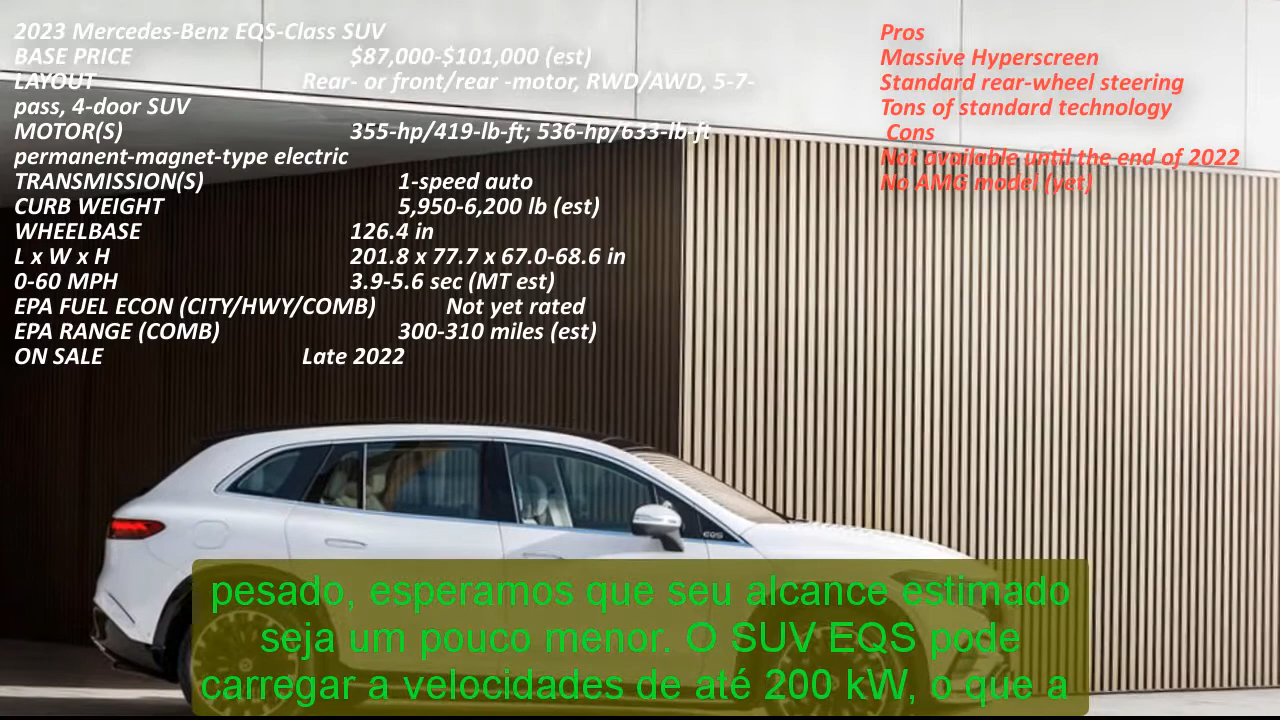 2023 Mercedes-Benz EQS-Class SUV
BASE PRICE $87,000-$101,000 (est)
LAYOUT Rear- or front/rear -motor, RWD/AWD, 5-7-
pass, 4-door SUV
MOTOR(S) 355-hp/419-lb-ft; 536-hp/633-lb-ft
permanent-magnet-type electric
TRANSMISSION(S) 1-speed auto
CURB WEIGHT 5,950-6,200 lb (est)
WHEELBASE 126.4 in
L x W x H 201.8 x 77.7 x 67.0-68.6 in
0-60 MPH 3.9-5.6 sec (MT est)
EPA FUEL ECON (CITY/HWY/COMB) Not yet rated
EPA RANGE (COMB) 300-310 miles (est)
ON SALE Late 2022
Pros
Massive Hyperscreen
Standard rear-wheel steering
Tons of standard technology
Cons
Not available until the end of 2022
No AMG model (yet)
EQS
pesado, esperamos que seu alcance estimado
seja um pouco menor. O SUV EQS pode
carregar a velocidades de até 200 kW, o que a